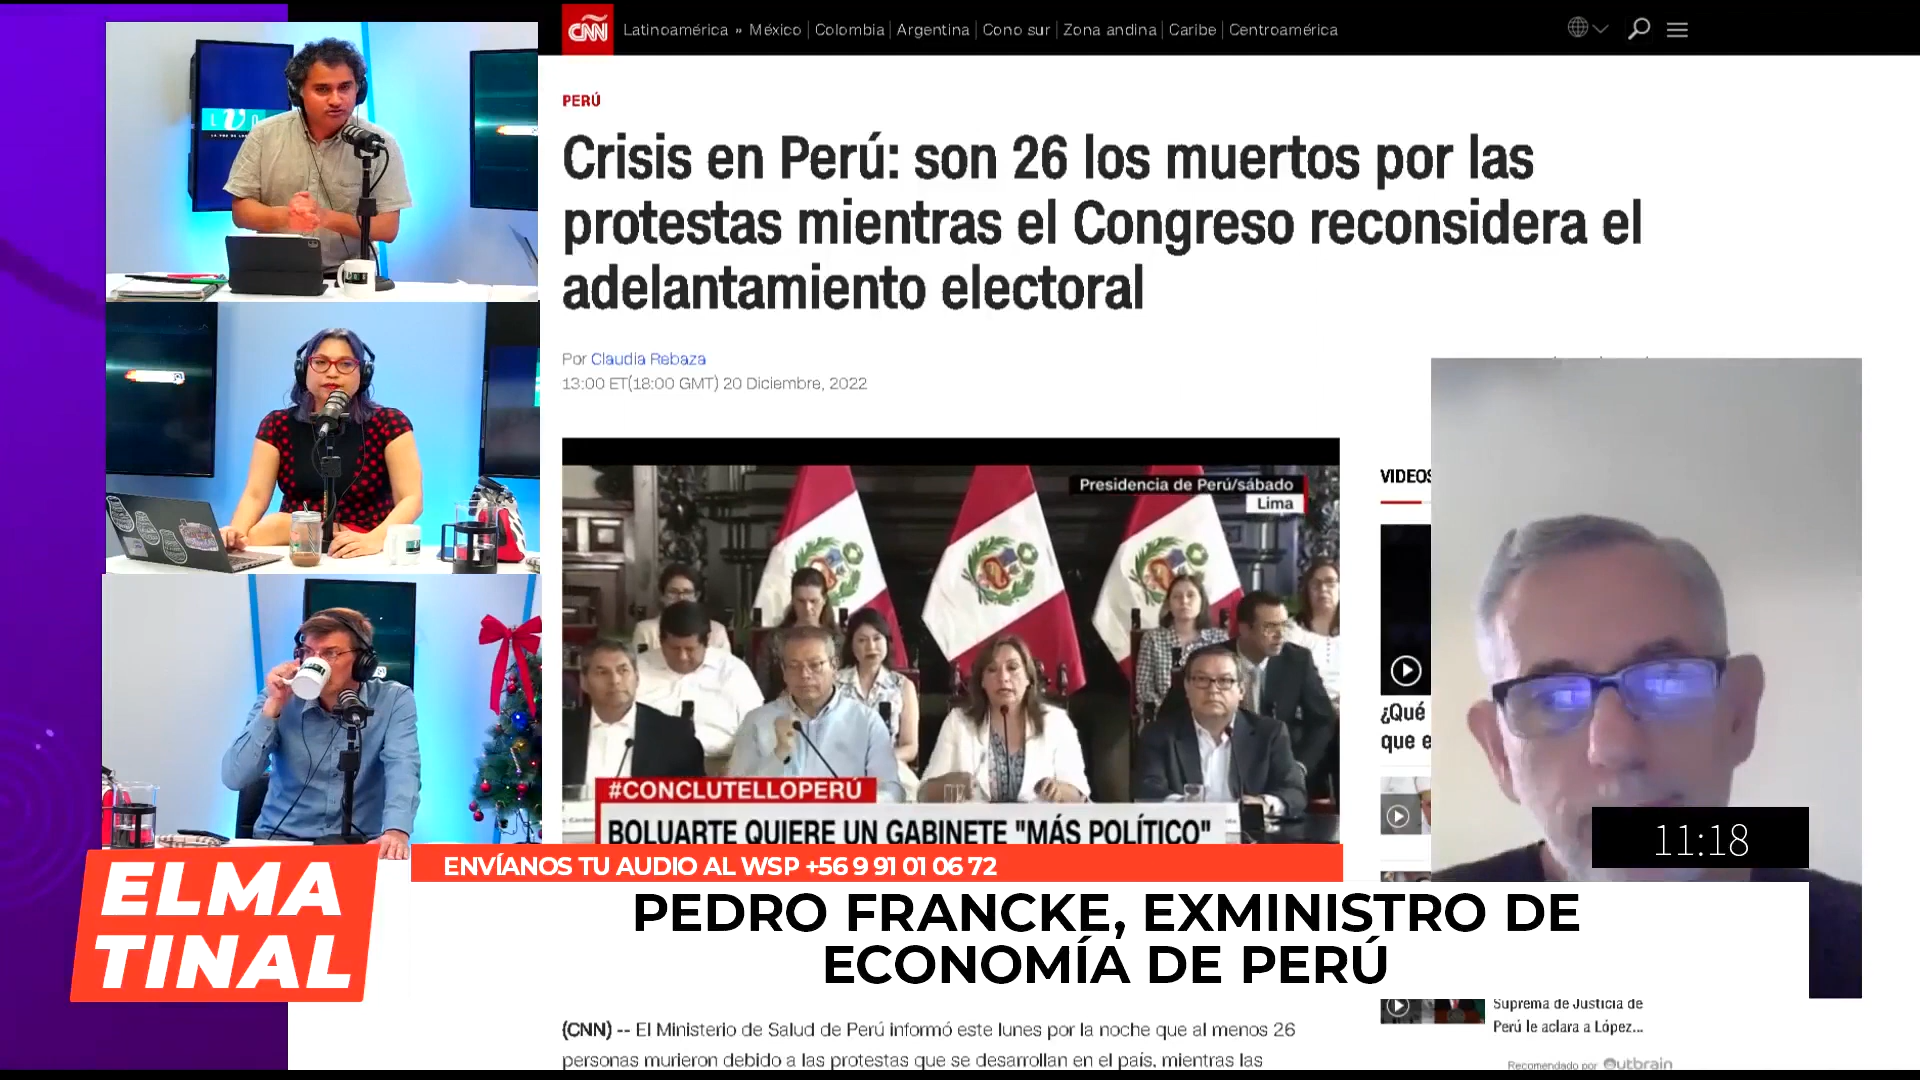 CNN
Latinoamérica » México Colombia Argentina Cono sur Zona andina Caribe Centroamérica
PERÚ
Crisis en Perú: son 26 los muertos por las
protestas mientras el Congreso reconsidera el
adelantamiento electoral
Por Claudia Rebaza
13:00 ET(18:00 GMT) 20 Diciembre, 2022
Presidencia de Perú/sábado
Lima
VIDEOS
¿Qué
que e
#CONCLUTELLOPERÚ
BOLUARTE QUIERE UN GABINETE "MÁS POLÍTICO"
11:18
ENVÍANOS TU AUDIO AL WSP +56 9 91 01 06 72
ELMA
TINAL
PEDRO FRANCKE, EXMINISTRO DE
ECONOMÍA DE PERÚ
Suprema de Justicia de
Perú le aclara a López...
(CNN) -- El Ministerio de Salud de Perú informó este lunes por la noche que al menos 26
personas murieron debido a las protestas que se desarrollan en el país, mientras las
Recomendado por Outbrain